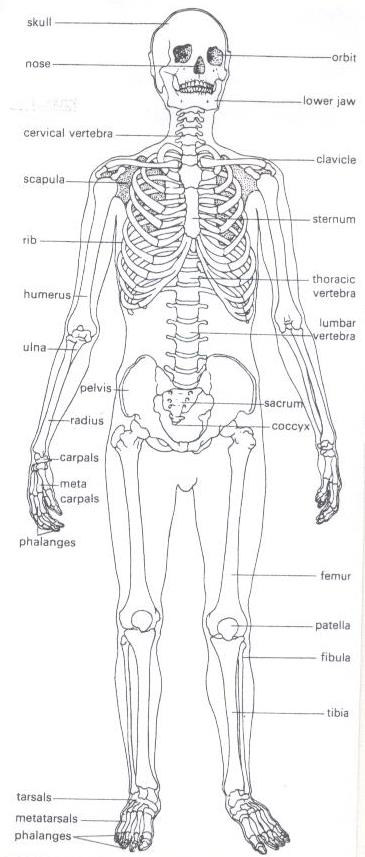 skull
orbit
nose
lower jaw
cervical vertebra
clavicle
scapula
sternum
rib
thoracic
vertebra
humerus
lumbar
vertebra
ulna
pelvis
sacrum
radius
coccyx
carpals
meta
carpals
phalanges
femur
patella
fibula
tibia
tarsals
metatarsals
phalanges